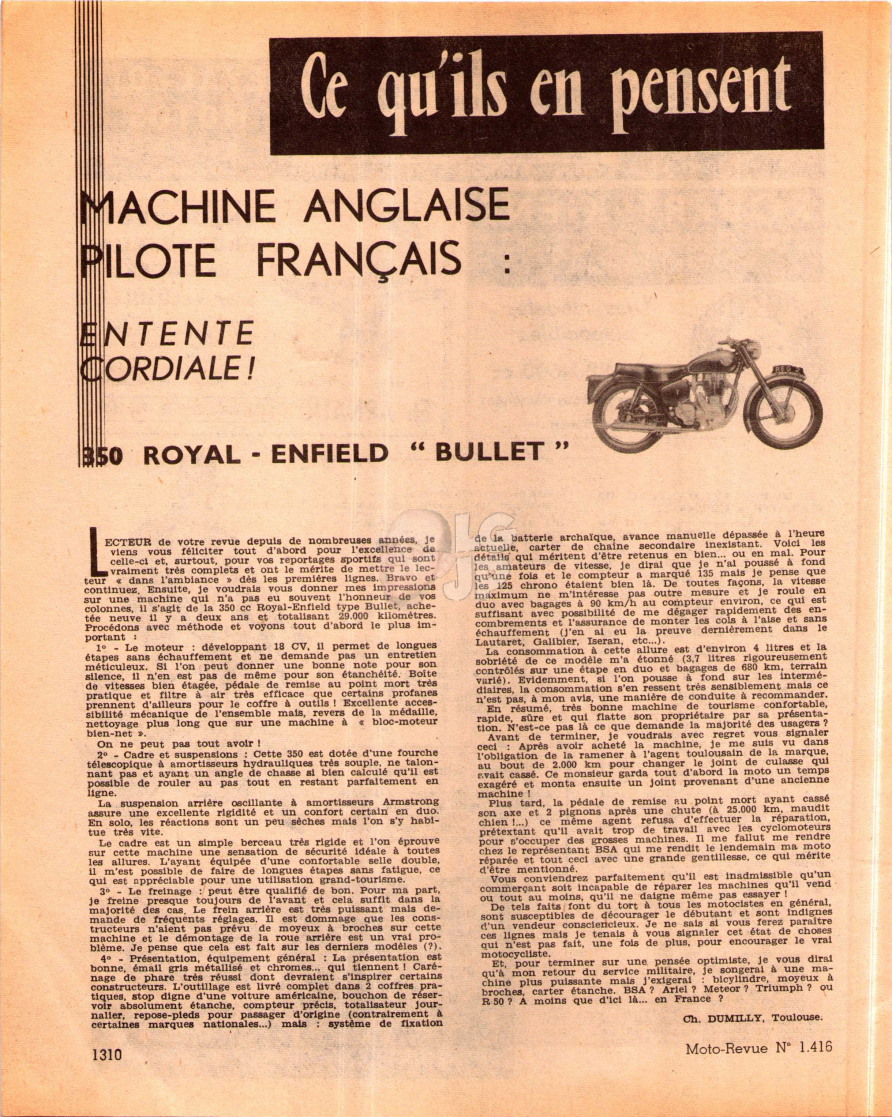 Ce qu'ils en pensent
MACHINE ANGLAISE
PILOTE FRANÇAIS :
ENTENTE
CORDIALE !
350 ROYAL - ENFIELD " BULLET "
LECTEUR de votre revue depuis de nombreuses années, je
viens vous féliciter tout d'abord pour l'excellence de
celle-ci et, surtout, pour vos reportages sportifs qui sont
vraiment très complets et ont le mérite de mettre le lec-
teur « dans l'ambiance » dès les premières lignes. Bravo et
continuez. Ensuite, je voudrais vous donner mes impressions
sur une machine qui n'a pas eu souvent l'honneur de vos
colonnes, il s'agit de la 350 cc Royal-Enfield type Bullet, ache-
tée neuve il y a deux ans et totalisant 29.000 kilomètres.
Procédons avec méthode et voyons tout d'abord le plus im-
portant :
1° - Le moteur : développant 18 CV, il permet de longues
étapes sans échauffement et ne demande pas un entretien
méticuleux. Si l'on peut donner une bonne note pour son
silence, il n'en est pas de même pour son étanchéité. Boîte
de vitesses bien étagée, pédale de remise au point mort très
pratique et filtre à air très efficace que certains profanes
prennent d'ailleurs pour le coffre à outils ! Excellente acces-
sibilité mécanique de l'ensemble mais, revers de la médaille,
nettoyage plus long que sur une machine à « bloc-moteur
bien-net ».
On ne peut pas tout avoir !
2° - Cadre et suspensions : Cette 350 est dotée d'une fourche
télescopique à amortisseurs hydrauliques très souple, ne talon-
nant pas et ayant un angle de chasse si bien calculé qu'il est
possible de rouler au pas tout en restant parfaitement en
ligne.
La suspension arrière oscillante à amortisseurs Armstrong
assure une excellente rigidité et un confort certain en duo.
En solo, les réactions sont un peu sèches mais l'on s'y habi-
tue très vite.
Le cadre est un simple berceau très rigide et l'on éprouve
sur cette machine une sensation de sécurité idéale à toutes
les allures. L'ayant équipée d'une confortable selle double,
il m'est possible de faire de longues étapes sans fatigue, ce
qui est appréciable pour une utilisation grand-tourisme.
3° - Le freinage : peut être qualifié de bon. Pour ma part,
je freine presque toujours de l'avant et cela suffit dans la
majorité des cas. Le frein arrière est très puissant mais de-
mande de fréquents réglages. Il est dommage que les cons-
tructeurs n'aient pas prévu de moyeux à broches sur cette
machine et le démontage de la roue arrière est un vrai pro-
blème. Je pense que cela est fait sur les derniers modèles (?).
4° - Présentation, équipement général : La présentation est
bonne, émail gris métallisé et chromes... qui tiennent ! Caré-
nage de phare très réussi dont devraient s'inspirer certains
constructeurs. L'outillage est livré complet dans 2 coffres pra-
tiques, stop digne d'une voiture américaine, bouchon de réser-
voir absolument étanche, compteur précis, totalisateur jour-
nalier, repose-pieds pour passager d'origine (contrairement à
certaines marques nationales...) mais : système de fixation
de la batterie archaïque, avance manuelle dépassée à l'heure
actuelle, carter de chaîne secondaire inexistant. Voici les
détails qui méritent d'être retenus en bien... ou en mal. Pour
les amateurs de vitesse, je dirai que je n'ai poussé à fond
qu'une fois et le compteur a marqué 135 mais je pense que
les 125 chrono étaient bien là. De toutes façons, la vitesse
maximum ne m'intéresse pas outre mesure et je roule en
duo avec bagages à 90 km/h au compteur environ, ce qui est
suffisant avec possibilité de me dégager rapidement des en-
combrements et l'assurance de monter les cols à l'aise et sans
échauffement (j'en ai eu la preuve dernièrement dans le
Lautaret, Galibier, Iseran, etc...).
La consommation à cette allure est d'environ 4 litres et la
sobriété de ce modèle m'a étonné (3,7 litres rigoureusement
contrôlés sur une étape en duo et bagages de 680 km, terrain
varié). Evidemment, si l'on pousse à fond sur les intermé-
diaires, la consommation s'en ressent très sensiblement mais ce
n'est pas, à mon avis, une manière de conduite à recommander.
En résumé, très bonne machine de tourisme confortable,
rapide, sûre et qui flatte son propriétaire par sa présenta-
tion. N'est-ce pas là ce que demande la majorité des usagers ?
Avant de terminer, je voudrais avec regret vous signaler
ceci : Après avoir acheté la machine, je me suis vu dans
l'obligation de la ramener à l'agent toulousain de la marque,
au bout de 2.000 km pour changer le joint de culasse qui
avait cassé. Ce monsieur garda tout d'abord la moto un temps
exagéré et monta ensuite un joint provenant d'une ancienne
machine !
Plus tard, la pédale de remise au point mort ayant cassé
son axe et 2 pignons après une chute (à 25.000 km, maudit
chien !...) ce même agent refusa d'effectuer la réparation,
prétextant qu'il avait trop de travail avec les cyclomoteurs
pour s'occuper des grosses machines. Il me fallut me rendre
chez le représentant BSA qui me rendit le lendemain ma moto
réparée et tout ceci avec une grande gentillesse, ce qui mérite
d'être mentionné.
Vous conviendrez parfaitement qu'il est inadmissible qu'un
commerçant soit incapable de réparer les machines qu'il vend
ou tout au moins, qu'il ne daigne même pas essayer !
De tels faits font du tort à tous les motocistes en général,
sont susceptibles de décourager le débutant et sont indignes
d'un vendeur consciencieux. Je ne sais si vous ferez paraître
ces lignes mais je tenais à vous signaler cet état de choses
qui n'est pas fait, une fois de plus, pour encourager le vrai
motocycliste.
Et, pour terminer sur une pensée optimiste, je vous dirai
qu'à mon retour du service militaire, je songerai à une ma-
chine plus puissante mais j'exigerai : bicylindre, moyeux à
broches, carter étanche. BSA ? Ariel ? Meteor ? Triumph ? ou
R 50 ? A moins que d'ici là... en France ?
Ch. DUMILLY, Toulouse.
1310
Moto-Revue N° 1.416